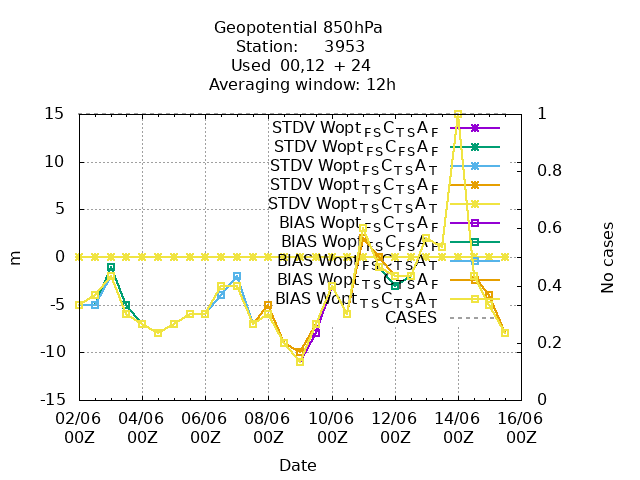 Geopotential 850hPa
Station: 3953
Used 00,12 + 24
Averaging window: 12h
STDV Wopt FS C TS A F
STDV Wopt FS C FS A F
STDV Wopt FS C TS A T
STDV Wopt TS C TS A F
STDV Wopt TS C TS A T
BIAS Wopt FS C TS A F
BIAS Wopt FS C FS A F
BIAS Wopt FS C TS A T
BIAS Wopt TS C TS A F
BIAS Wopt TS C TS A T
CASES
15
10
5
0
-5
-10
-15
m
1
0.8
0.6
0.4
0.2
0
No cases
02/06 04/06 06/06 08/06 10/06 12/06 14/06 16/06
00Z 00Z 00Z 00Z 00Z 00Z 00Z 00Z
Date